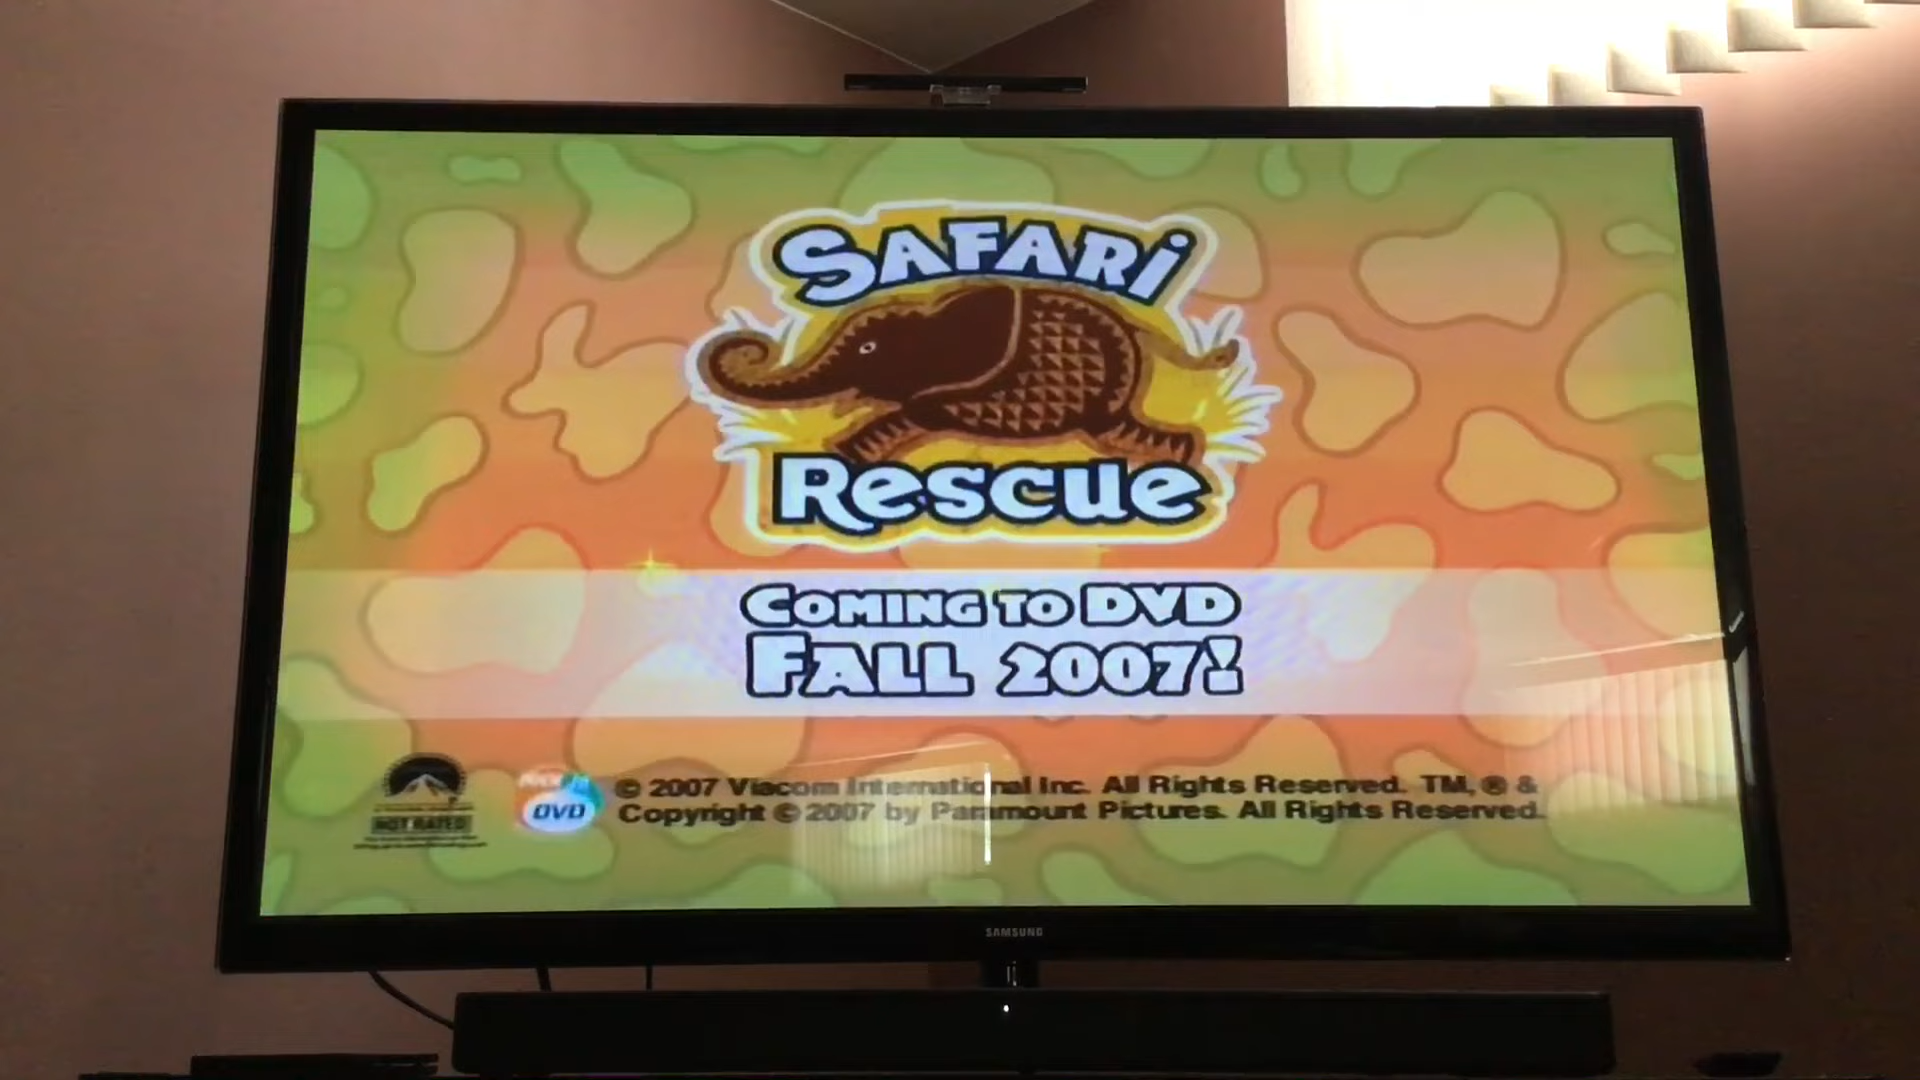 SAFARi
RESCUE
COMING TO DVD
FALL 2007!
NOT RATED
DVD
© 2007 Viacom International Inc. All Rights Reserved. TM, ® &
Copyright © 2007 by Paramount Pictures. All Rights Reserved.
SAMSUNG